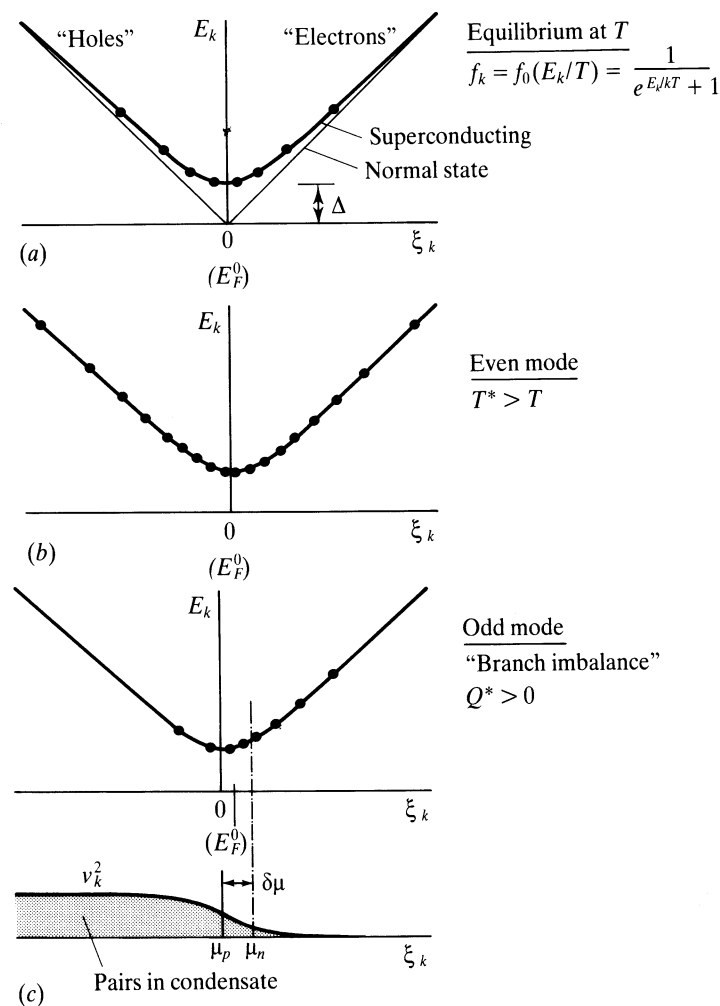 "Holes"
E_k
"Electrons"
Equilibrium at T
f_k = f_0(E_k/T) = 1 / (e^{E_k/kT} + 1)
Superconducting
Normal state
Δ
0
ξ_k
(a)
(E_F^0)
E_k
Even mode
T* > T
0
ξ_k
(b)
(E_F^0)
E_k
Odd mode
"Branch imbalance"
Q* > 0
0
ξ_k
(E_F^0)
v_k^2
δμ
μ_p μ_n
ξ_k
Pairs in condensate
(c)